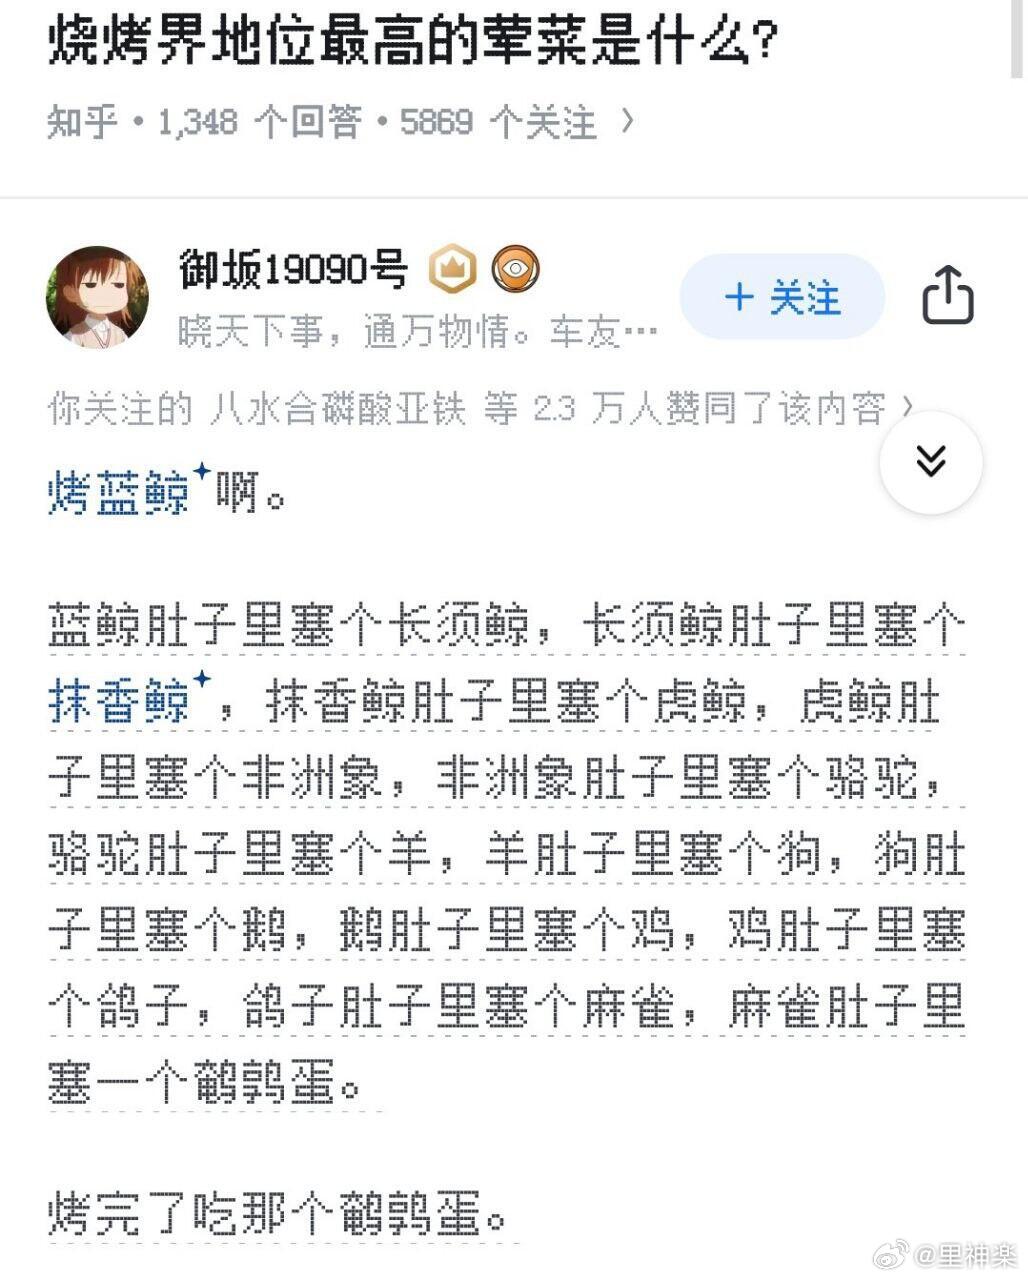 烧烤界地位最高的荤菜是什么?
知乎·1,348 个回答·5869 个关注 >
御坂19090号
+ 关注
晓天下事，通万物情。车友…
你关注的 八水合磷酸亚铁 等 2.3 万人赞同了该内容 >
烤蓝鲸啊。
蓝鲸肚子里塞个长须鲸，长须鲸肚子里塞个
抹香鲸，抹香鲸肚子里塞个虎鲸，虎鲸肚
子里塞个非洲象，非洲象肚子里塞个骆驼，
骆驼肚子里塞个羊，羊肚子里塞个狗，狗肚
子里塞个鹅，鹅肚子里塞个鸡，鸡肚子里塞
个鸽子，鸽子肚子里塞个麻雀，麻雀肚子里
塞一个鹌鹑蛋。
烤完了吃那个鹌鹑蛋。
@里神楽